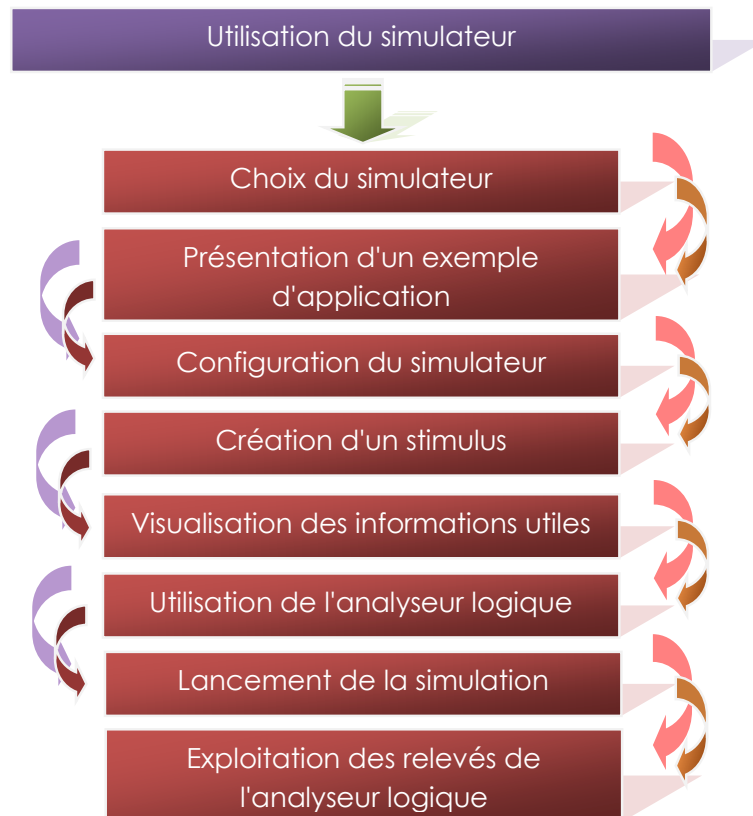 Utilisation du simulateur
Choix du simulateur
Présentation d'un exemple
d'application
Configuration du simulateur
Création d'un stimulus
Visualisation des informations utiles
Utilisation de l'analyseur logique
Lancement de la simulation
Exploitation des relevés de
l'analyseur logique